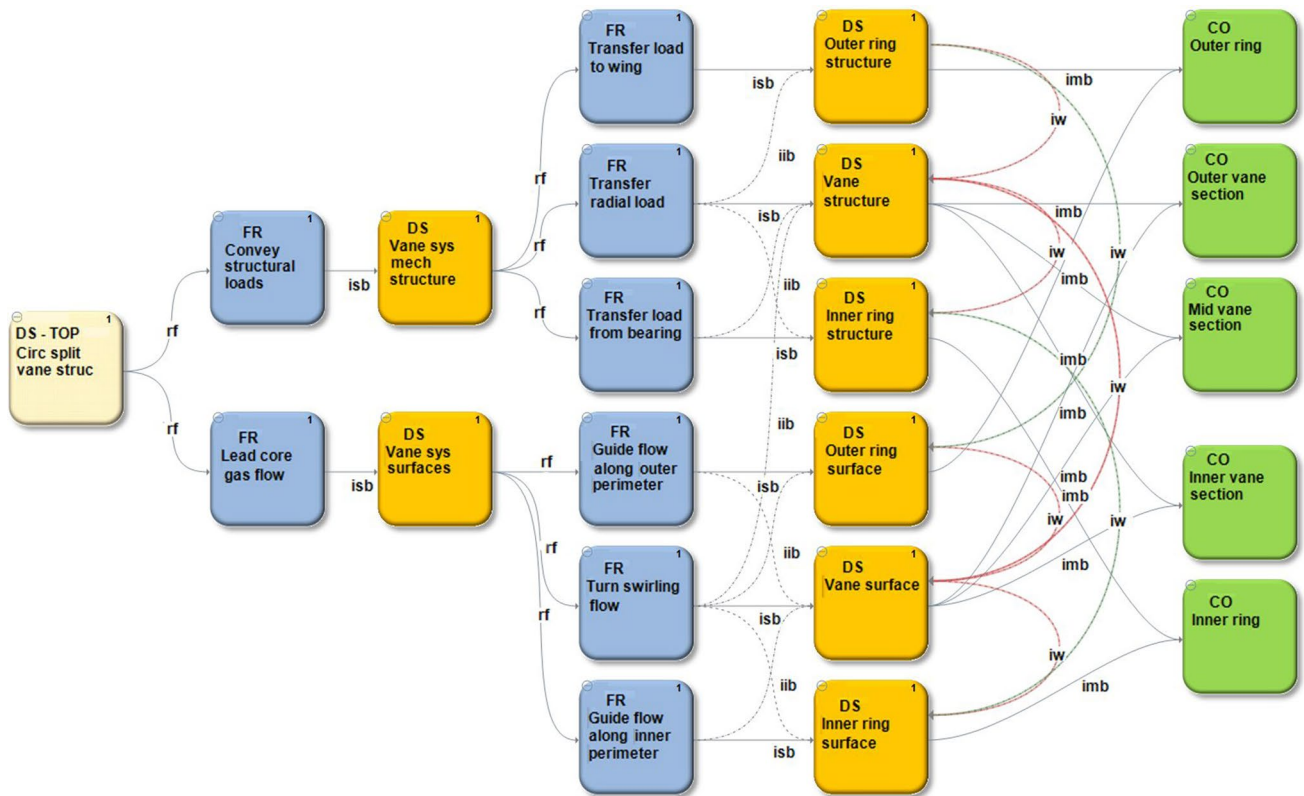 DS - TOP
1
Circ split
vane struc
rf
rf
FR
1
Convey
structural
loads
isb
FR
1
Lead core
gas flow
isb
DS
1
Vane sys
mech
structure
rf
rf
rf
DS
1
Vane sys
surfaces
rf
rf
rf
FR
1
Transfer load
to wing
FR
1
Transfer
radial load
FR
1
Transfer load
from bearing
FR
1
Guide flow
along outer
perimeter
FR
1
Turn swirling
flow
FR
1
Guide flow
along inner
perimeter
isb
iib
isb
iib
isb
iib
isb
iib
isb
iib
isb
DS
1
Outer ring
structure
DS
1
Vane
structure
DS
1
Inner ring
structure
DS
1
Outer ring
surface
DS
1
Vane surface
DS
1
Inner ring
surface
imb
iw
imb
iw
iw
imb
imb
iw
imb
imb
imb
iw
iw
imb
iw
imb
CO
1
Outer ring
CO
1
Outer vane
section
CO
1
Mid vane
section
CO
1
Inner vane
section
CO
1
Inner ring